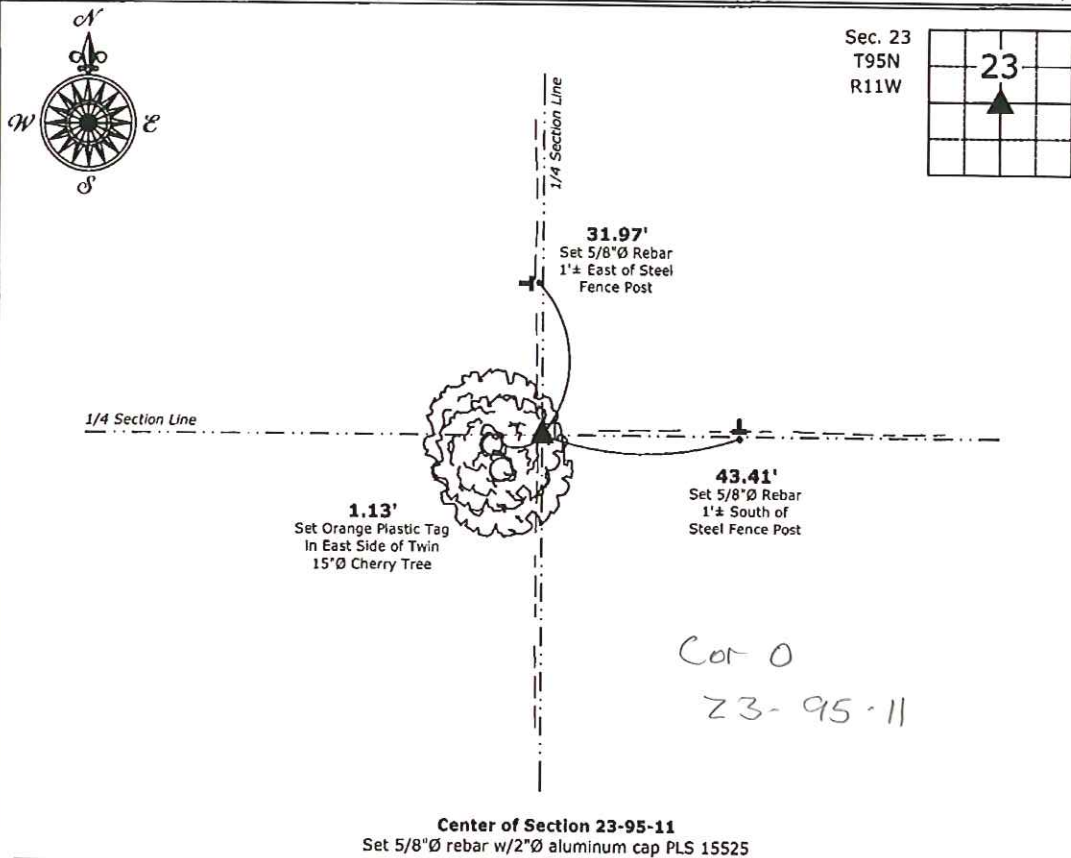 N
W
E
S
Sec. 23
T95N
R11W
23
1/4 Section Line
31.97'
Set 5/8"Ø Rebar
1'± East of Steel
Fence Post
1/4 Section Line
43.41'
Set 5/8"Ø Rebar
1'± South of
Steel Fence Post
1.13'
Set Orange Plastic Tag
In East Side of Twin
15"Ø Cherry Tree
Cor O
23-95-11
Center of Section 23-95-11
Set 5/8"Ø rebar w/2"Ø aluminum cap PLS 15525